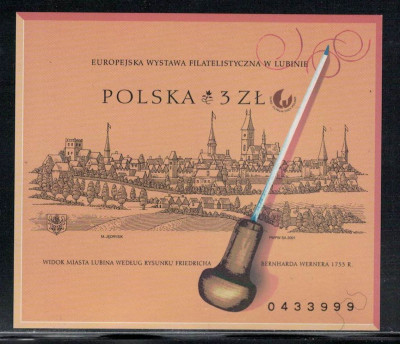 EUROPEJSKA WYSTAWA FILATELISTYCZNA W LUBINIE
POLSKA 3 ZŁ
WIDOK MIASTA LUBINA WEDŁUG RYSUNKU FRIEDRICHA BERNHARDA WERNERA 1755 R.
0433999